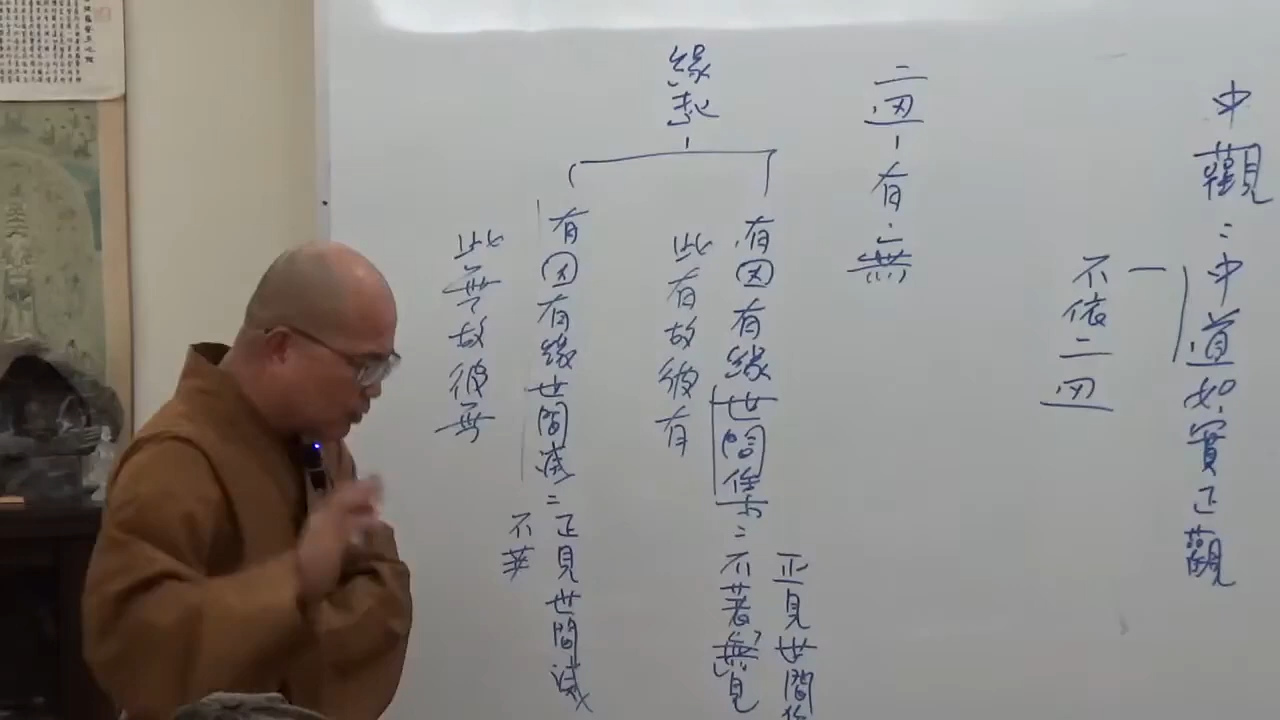 中觀：中道如實正觀
不依二边
二边-有.無
緣起
有因有緣世間集：
正見世間
不著無見
此有故彼有
有因有緣世間滅：正見世間滅
不著
此無故彼無